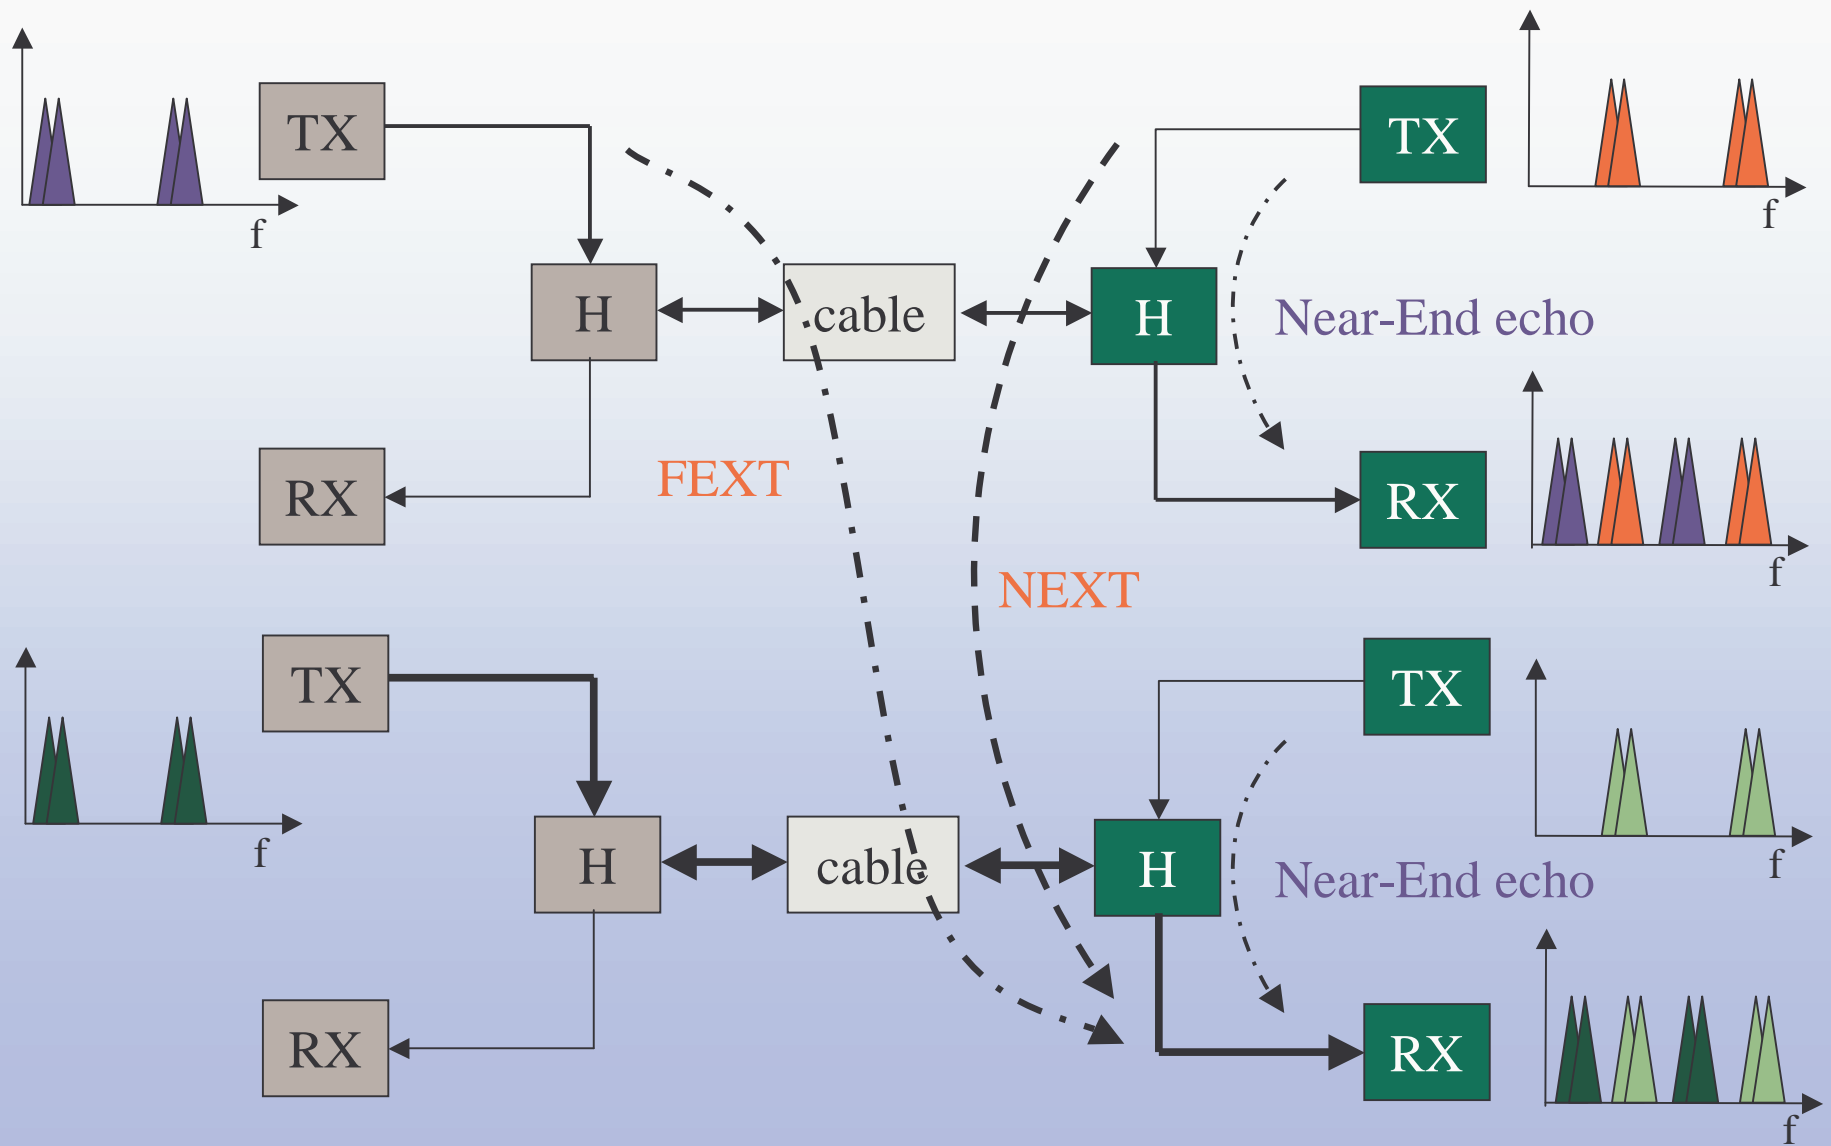 TX
TX
f
f
H
cable
H
Near-End echo
FEXT
RX
RX
f
NEXT
TX
TX
f
f
H
cable
H
Near-End echo
RX
RX
f